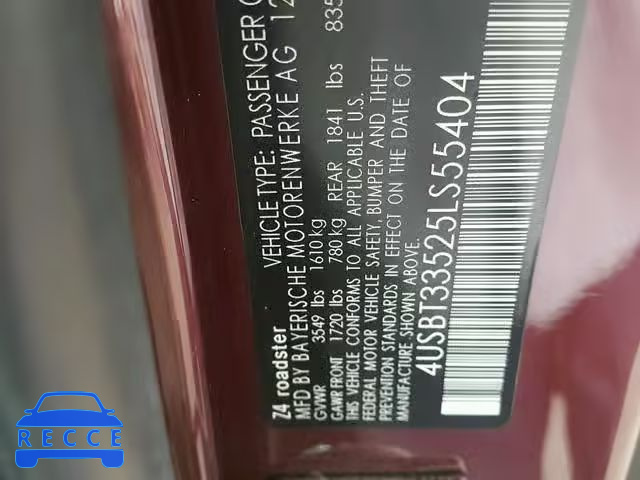 Z4 roadster
VEHICLE TYPE: PASSENGER
MFD BY BAYERISCHE MOTORENWERKE AG 12
GVWR 3549 lbs 1610 kg
GAWR FRONT 1720 lbs 780 kg REAR 1841 lbs 835
THIS VEHICLE CONFORMS TO ALL APPLICABLE U.S.
FEDERAL MOTOR VEHICLE SAFETY, BUMPER AND THEFT
STANDARDS IN EFFECT ON THE DATE OF
MANUFACTURE SHOWN ABOVE.
4USBT33525LS55404
RECCE